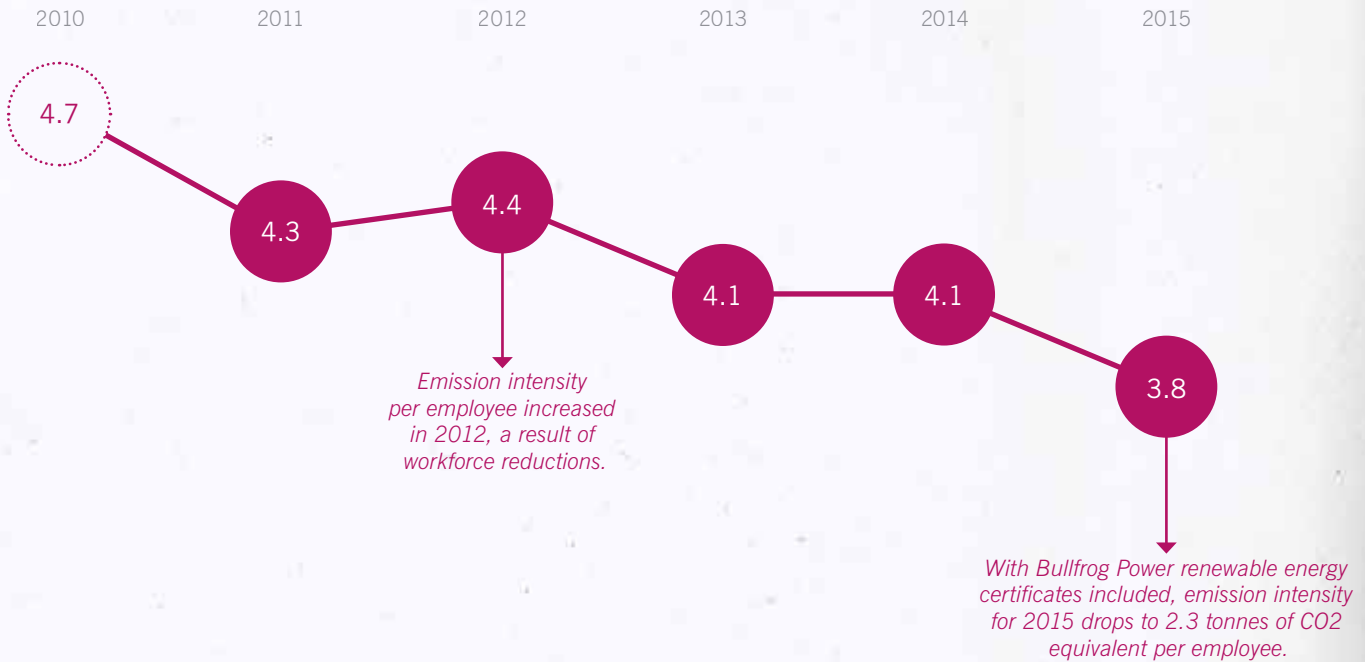 2010 2011 2012 2013 2014 2015
4.7
4.3
4.4
4.1
4.1
3.8
Emission intensity
per employee increased
in 2012, a result of
workforce reductions.
With Bullfrog Power renewable energy
certificates included, emission intensity
for 2015 drops to 2.3 tonnes of CO2
equivalent per employee.